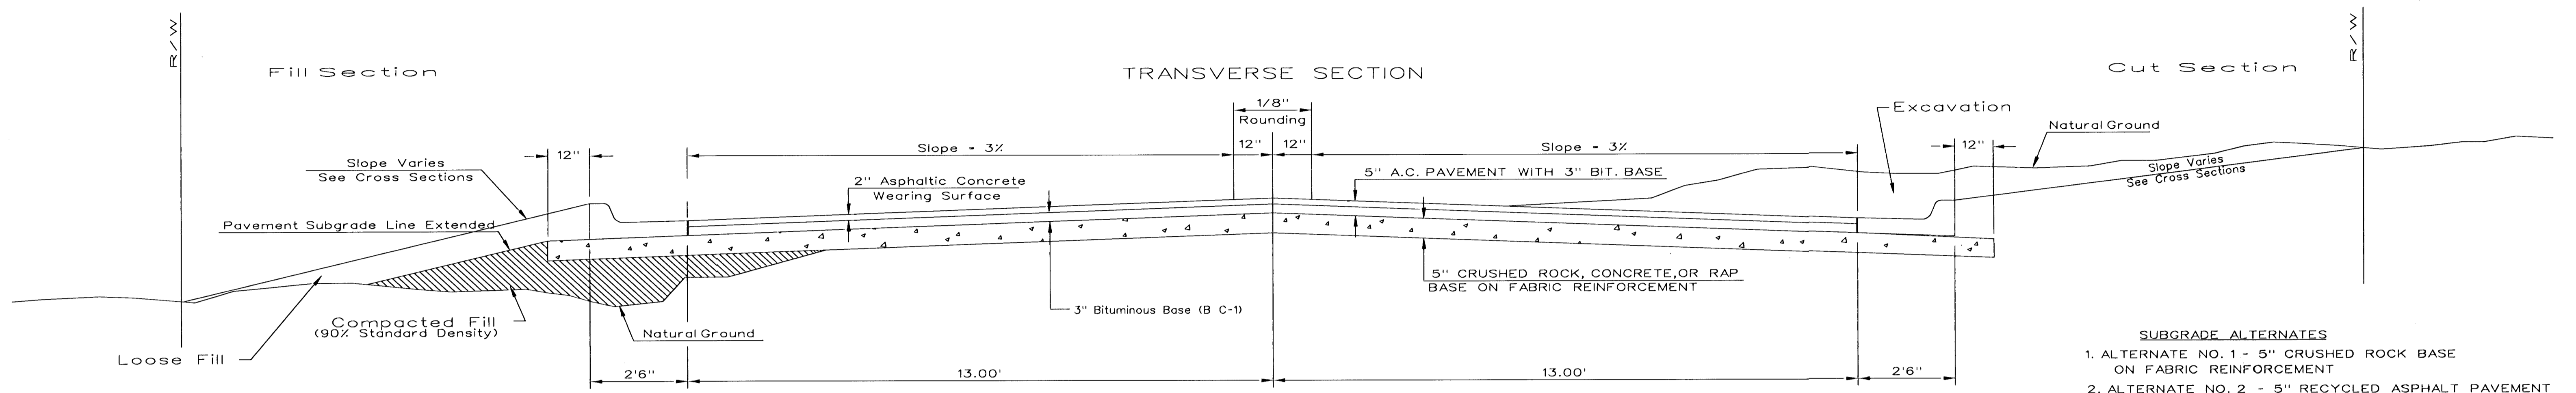 R/W
Fill Section
TRANSVERSE SECTION
Cut Section
R/W
1/8"
Rounding
Excavation
Natural Ground
12"
Slope - 3%
12"
12"
Slope - 3%
12"
Slope Varies
See Cross Sections
2" Asphaltic Concrete
Wearing Surface
5" A.C. PAVEMENT WITH 3" BIT. BASE
Slope Varies
See Cross Sections
Pavement Subgrade Line Extended
5" CRUSHED ROCK, CONCRETE, OR RAP
BASE ON FABRIC REINFORCEMENT
3" Bituminous Base (B C-1)
Compacted Fill
(90% Standard Density)
Natural Ground
Loose Fill
2'6"
13.00'
13.00'
2'6"
SUBGRADE ALTERNATES
1. ALTERNATE NO. 1 - 5" CRUSHED ROCK BASE
ON FABRIC REINFORCEMENT
2. ALTERNATE NO. 2 - 5" RECYCLED ASPHALT PAVEMENT